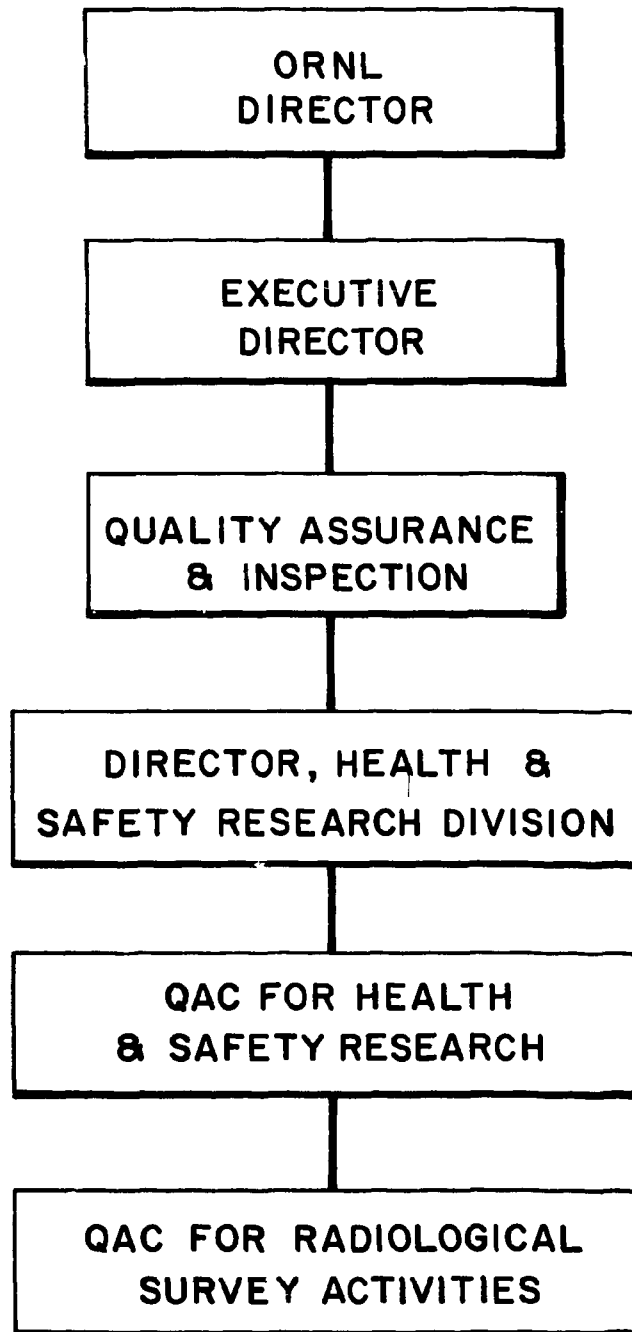 ORNL
DIRECTOR
EXECUTIVE
DIRECTOR
QUALITY ASSURANCE
& INSPECTION
DIRECTOR, HEALTH &
SAFETY RESEARCH DIVISION
QAC FOR HEALTH
& SAFETY RESEARCH
QAC FOR RADIOLOGICAL
SURVEY ACTIVITIES